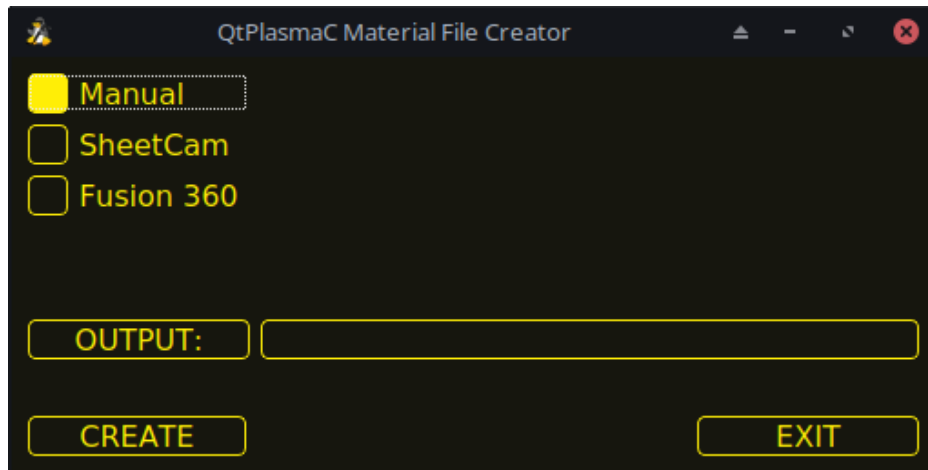 QtPlasmaC Material File Creator
Manual
SheetCam
Fusion 360
OUTPUT:
CREATE EXIT